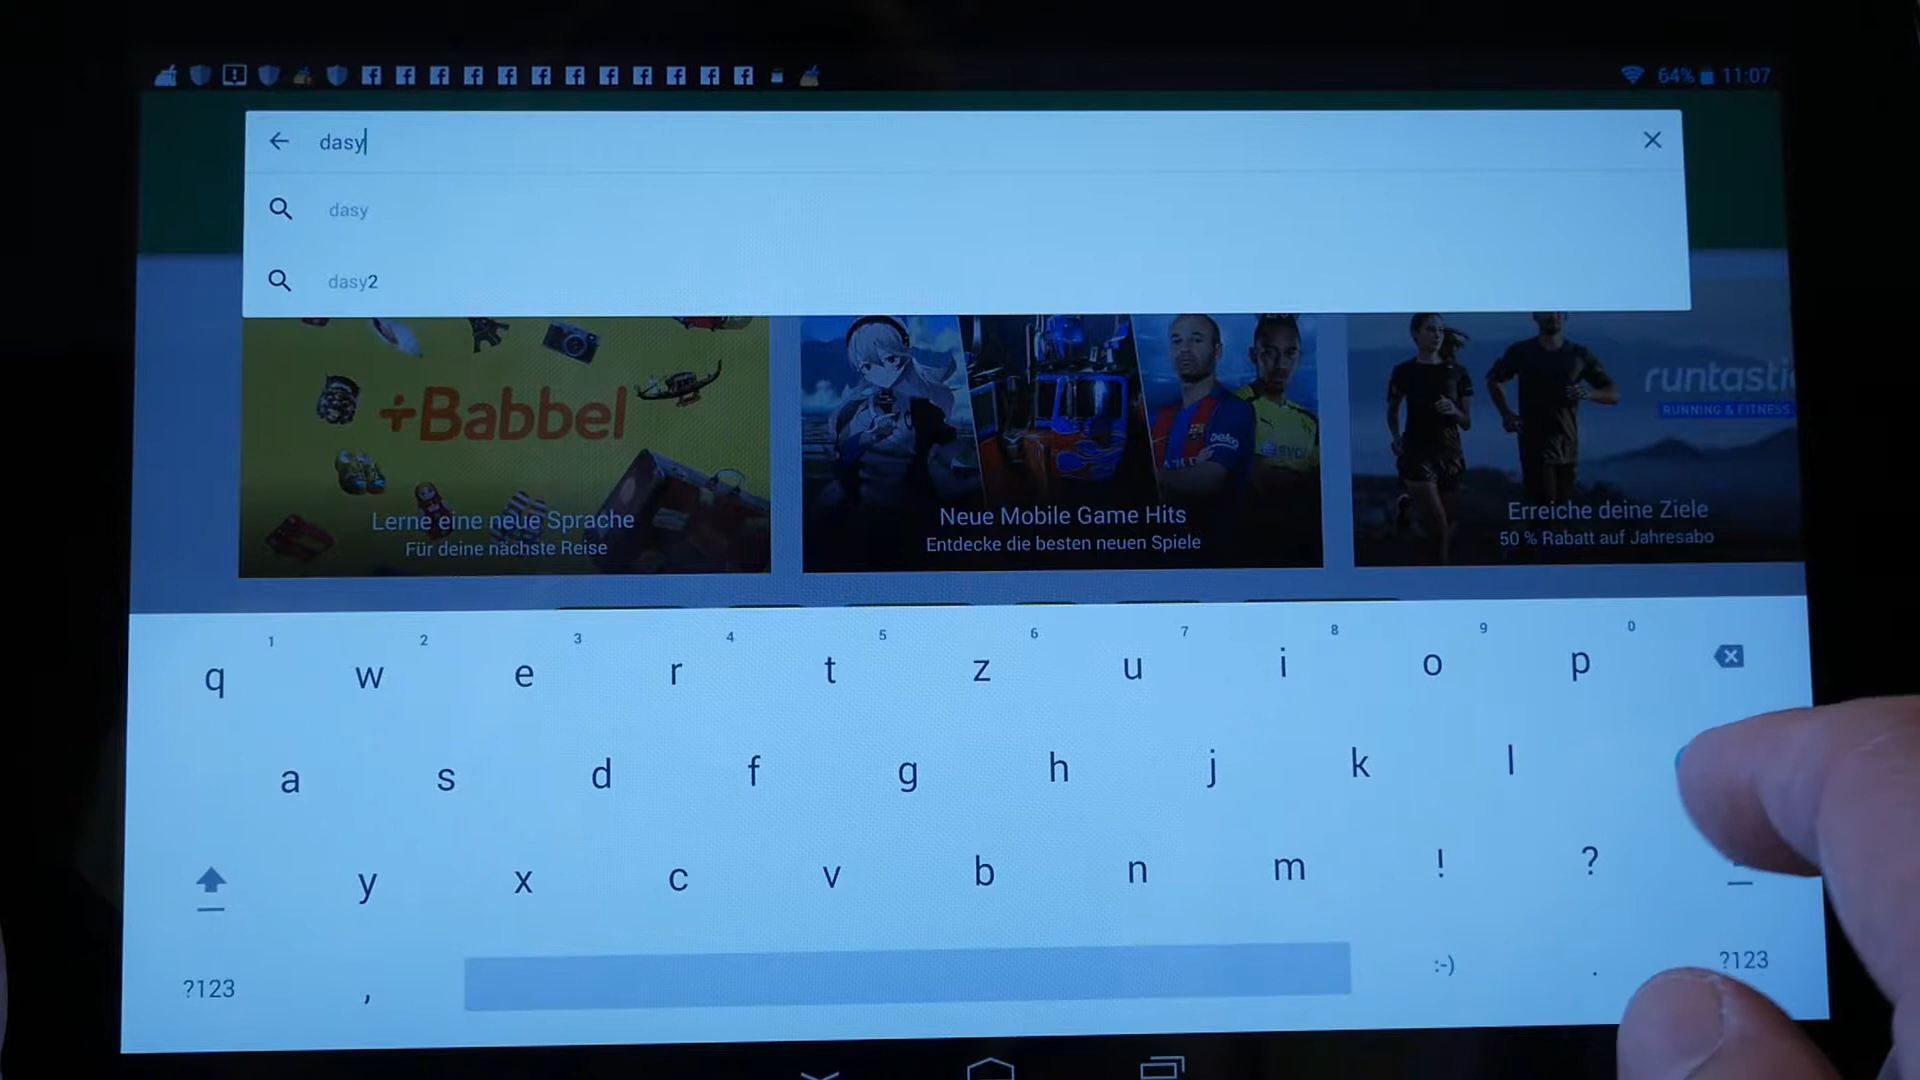 64% 11:07
dasy
dasy
dasy2
+Babbel
Lerne eine neue Sprache
Für deine nächste Reise
beko
Neue Mobile Game Hits
Entdecke die besten neuen Spiele
runtastic
RUNNING & FITNESS
Erreiche deine Ziele
50 % Rabatt auf Jahresabo
1 2 3 4 5 6 7 8 9 0
q w e r t z u i o p
a s d f g h j k l
y x c v b n m ! ?
?123 , :-) . ?123